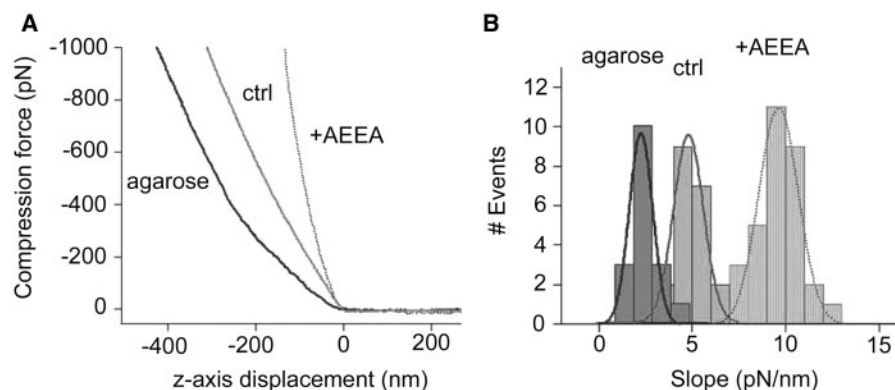 A
Compression force (pN)
-1000
-800
-600
-400
-200
0
agarose
ctrl
+AEEA
-400
-200
0
200
z-axis displacement (nm)
B
# Events
12
10
8
6
4
2
0
agarose
ctrl
+AEEA
0
5
10
15
Slope (pN/nm)